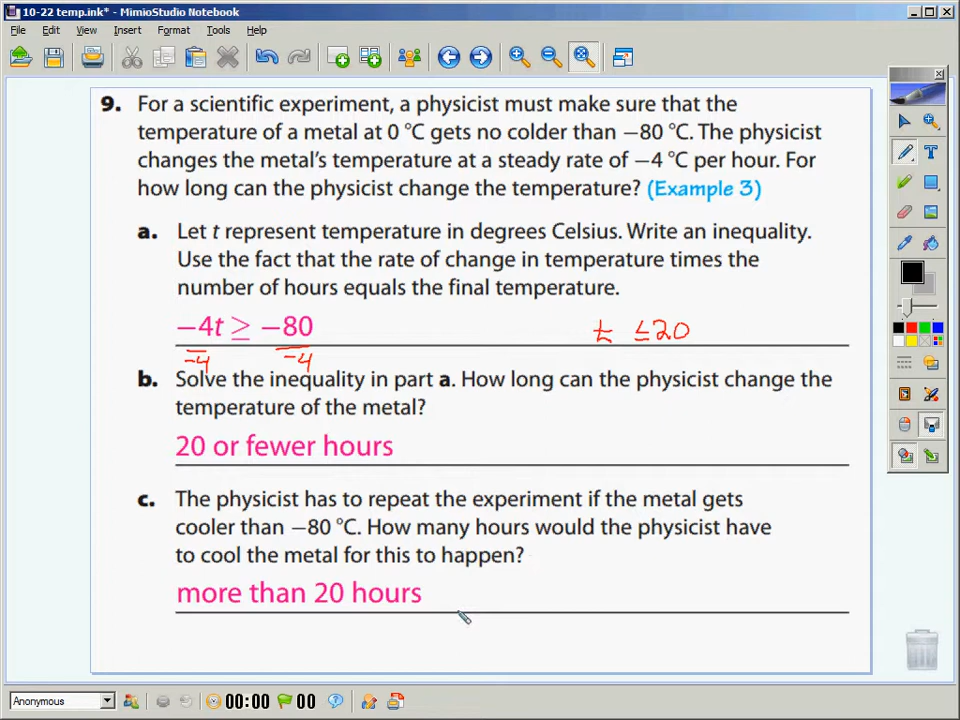 10-22 temp.ink* - MimioStudio Notebook
File Edit View Insert Format Tools Help
9. For a scientific experiment, a physicist must make sure that the
temperature of a metal at 0 °C gets no colder than −80 °C. The physicist
changes the metal's temperature at a steady rate of −4 °C per hour. For
how long can the physicist change the temperature? (Example 3)
a. Let t represent temperature in degrees Celsius. Write an inequality.
Use the fact that the rate of change in temperature times the
number of hours equals the final temperature.
−4t ≥ −80 t ≤20
-4 -4
b. Solve the inequality in part a. How long can the physicist change the
temperature of the metal?
20 or fewer hours
c. The physicist has to repeat the experiment if the metal gets
cooler than −80 °C. How many hours would the physicist have
to cool the metal for this to happen?
more than 20 hours
Anonymous 00:00 00